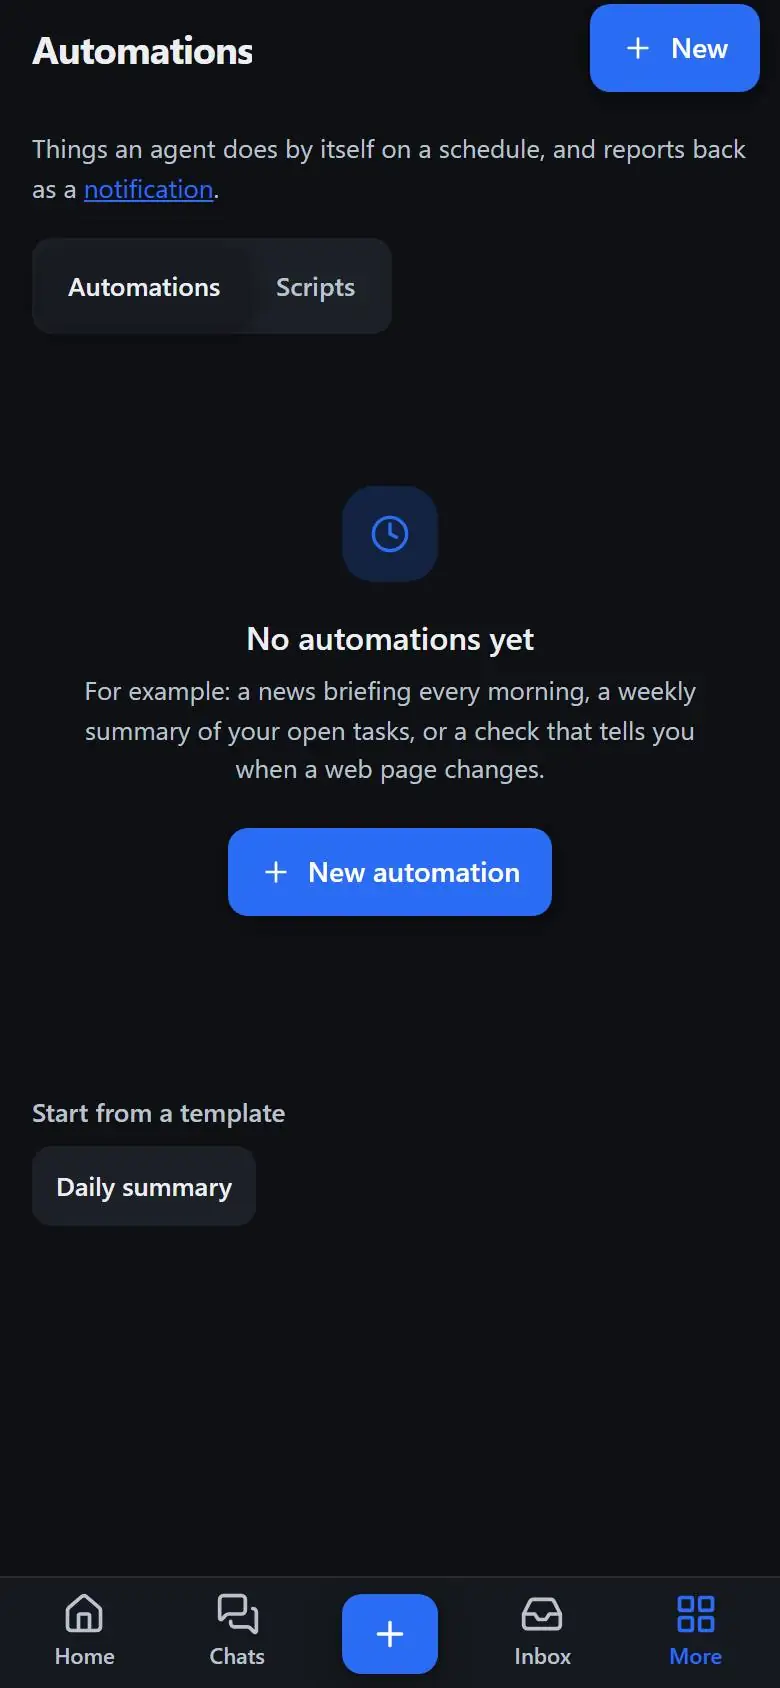 Automations
New
Things an agent does by itself on a schedule, and reports back
as a notification.
Automations
Scripts
No automations yet
For example: a news briefing every morning, a weekly
summary of your open tasks, or a check that tells you
when a web page changes.
New automation
Start from a template
Daily summary
Home
Chats
Inbox
More